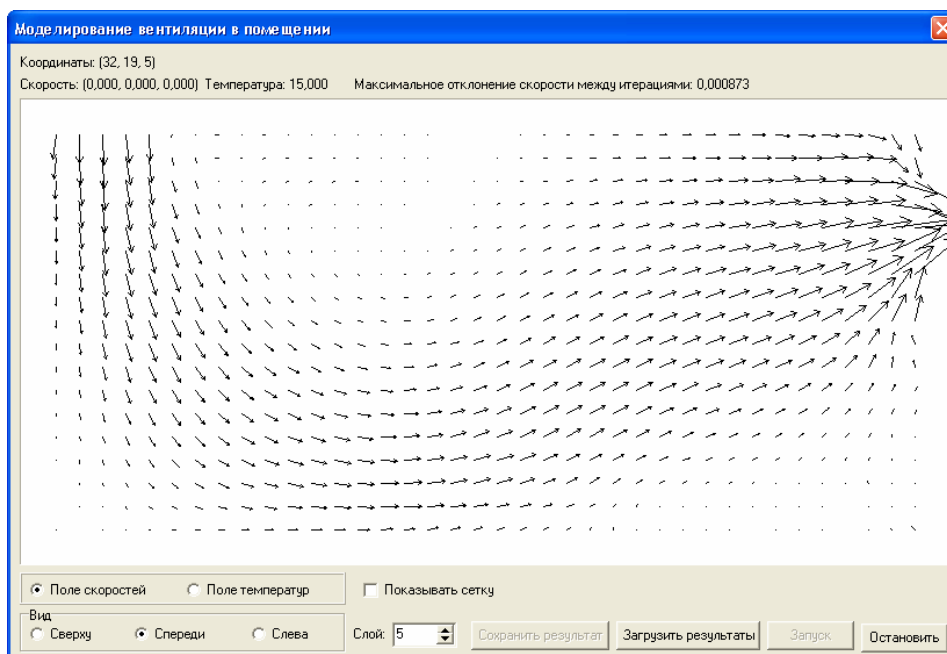 Моделирование вентиляции в помещении
Координаты: (32, 19, 5)
Скорость: (0,000, 0,000, 0,000) Температура: 15,000 Максимальное отклонение скорости между итерациями: 0,000873
Поле скоростей Поле температур Показывать сетку
Вид
Сверху Спереди Слева Слой: 5 Сохранить результат Загрузить результаты Запуск Остановить